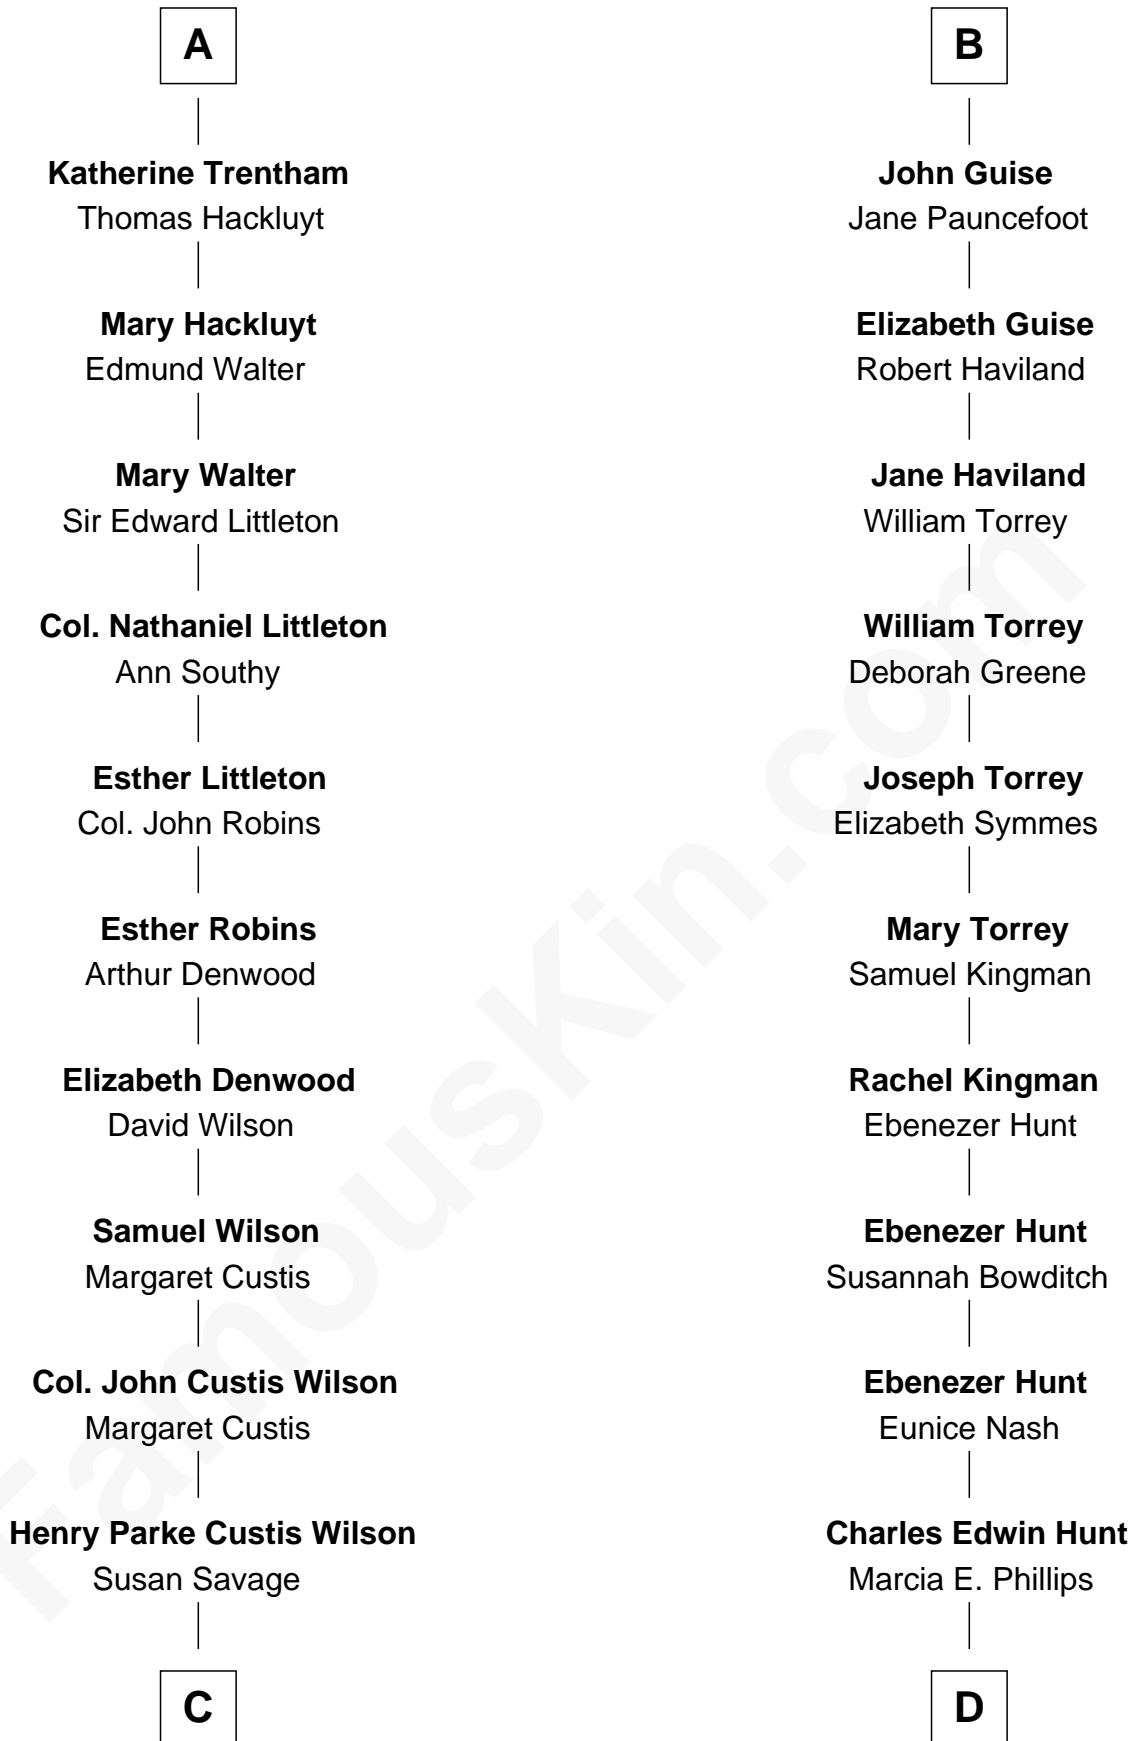 A
Katherine Trentham
Thomas Hackluyt
Mary Hackluyt
Edmund Walter
Mary Walter
Sir Edward Littleton
Col. Nathaniel Littleton
Ann Southy
Esther Littleton
Col. John Robins
Esther Robins
Arthur Denwood
Elizabeth Denwood
David Wilson
Samuel Wilson
Margaret Custis
Col. John Custis Wilson
Margaret Custis
Henry Parke Custis Wilson
Susan Savage
C
B
John Guise
Jane Pauncefoot
Elizabeth Guise
Robert Haviland
Jane Haviland
William Torrey
William Torrey
Deborah Greene
Joseph Torrey
Elizabeth Symmes
Mary Torrey
Samuel Kingman
Rachel Kingman
Ebenezer Hunt
Ebenezer Hunt
Susannah Bowditch
Ebenezer Hunt
Eunice Nash
Charles Edwin Hunt
Marcia E. Phillips
D
FamousKin.com